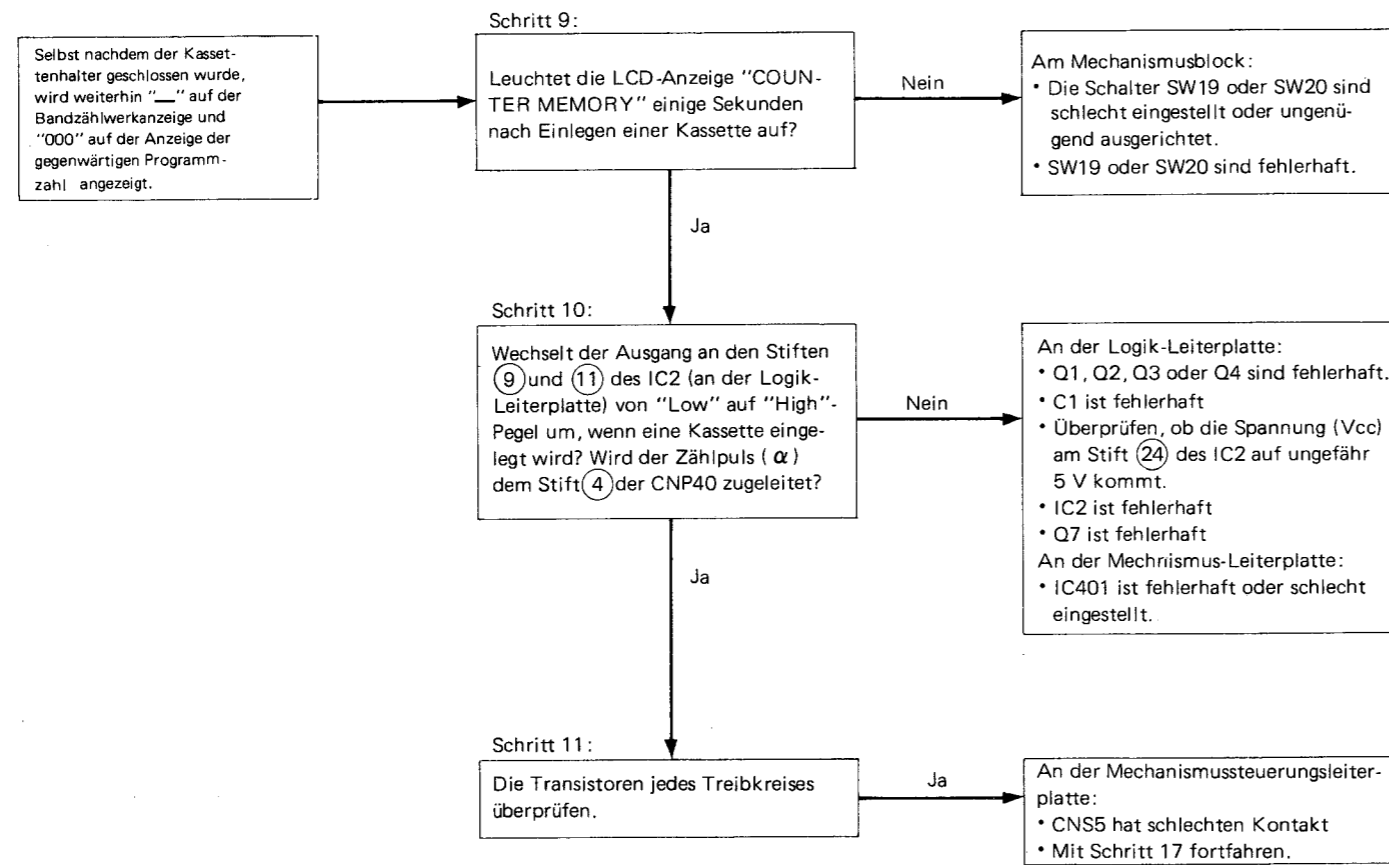 Selbst nachdem der Kasset-
tenhalter geschlossen wurde,
wird weiterhin "__" auf der
Bandzählwerkanzeige und
"000" auf der Anzeige der
gegenwärtigen Programm-
zahl angezeigt.
Schritt 9:
Leuchtet die LCD-Anzeige "COUN-
TER MEMORY" einige Sekunden
nach Einlegen einer Kassette auf?
Nein
Am Mechanismusblock:
• Die Schalter SW19 oder SW20 sind
schlecht eingestellt oder ungenü-
gend ausgerichtet.
• SW19 oder SW20 sind fehlerhaft.
Ja
Schritt 10:
Wechselt der Ausgang an den Stiften
⑨ und ⑪ des IC2 (an der Logik-
Leiterplatte) von "Low" auf "High"-
Pegel um, wenn eine Kassette einge-
legt wird? Wird der Zählpuls (α)
dem Stift ④ der CNP40 zugeleitet?
Nein
An der Logik-Leiterplatte:
• Q1, Q2, Q3 oder Q4 sind fehlerhaft.
• C1 ist fehlerhaft
• Überprüfen, ob die Spannung (Vcc)
am Stift ㉔ des IC2 auf ungefähr
5 V kommt.
• IC2 ist fehlerhaft
• Q7 ist fehlerhaft
An der Mechnismus-Leiterplatte:
• IC401 ist fehlerhaft oder schlecht
eingestellt.
Ja
Schritt 11:
Die Transistoren jedes Treibkreises
überprüfen.
Ja
An der Mechanismussteuerungsleiter-
platte:
• CNS5 hat schlechten Kontakt
• Mit Schritt 17 fortfahren.